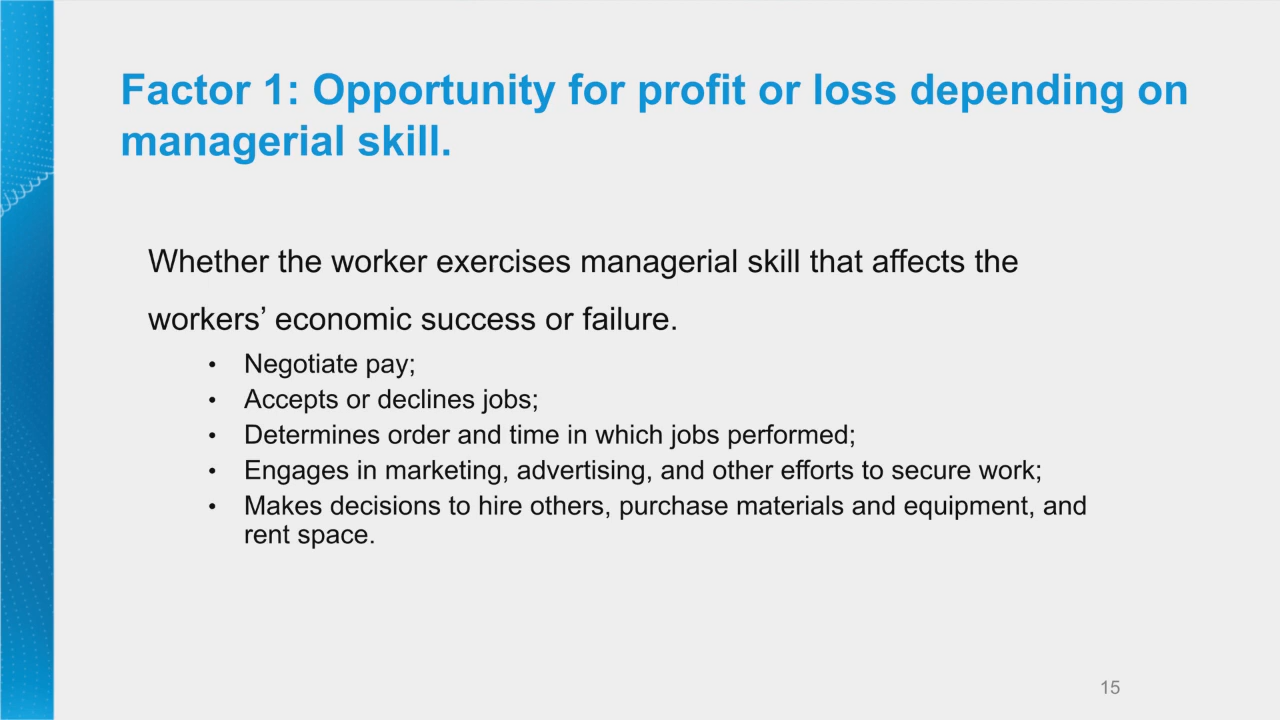 Factor 1: Opportunity for profit or loss depending on
managerial skill.
Whether the worker exercises managerial skill that affects the
workers’ economic success or failure.
• Negotiate pay;
• Accepts or declines jobs;
• Determines order and time in which jobs performed;
• Engages in marketing, advertising, and other efforts to secure work;
• Makes decisions to hire others, purchase materials and equipment, and
rent space.
15